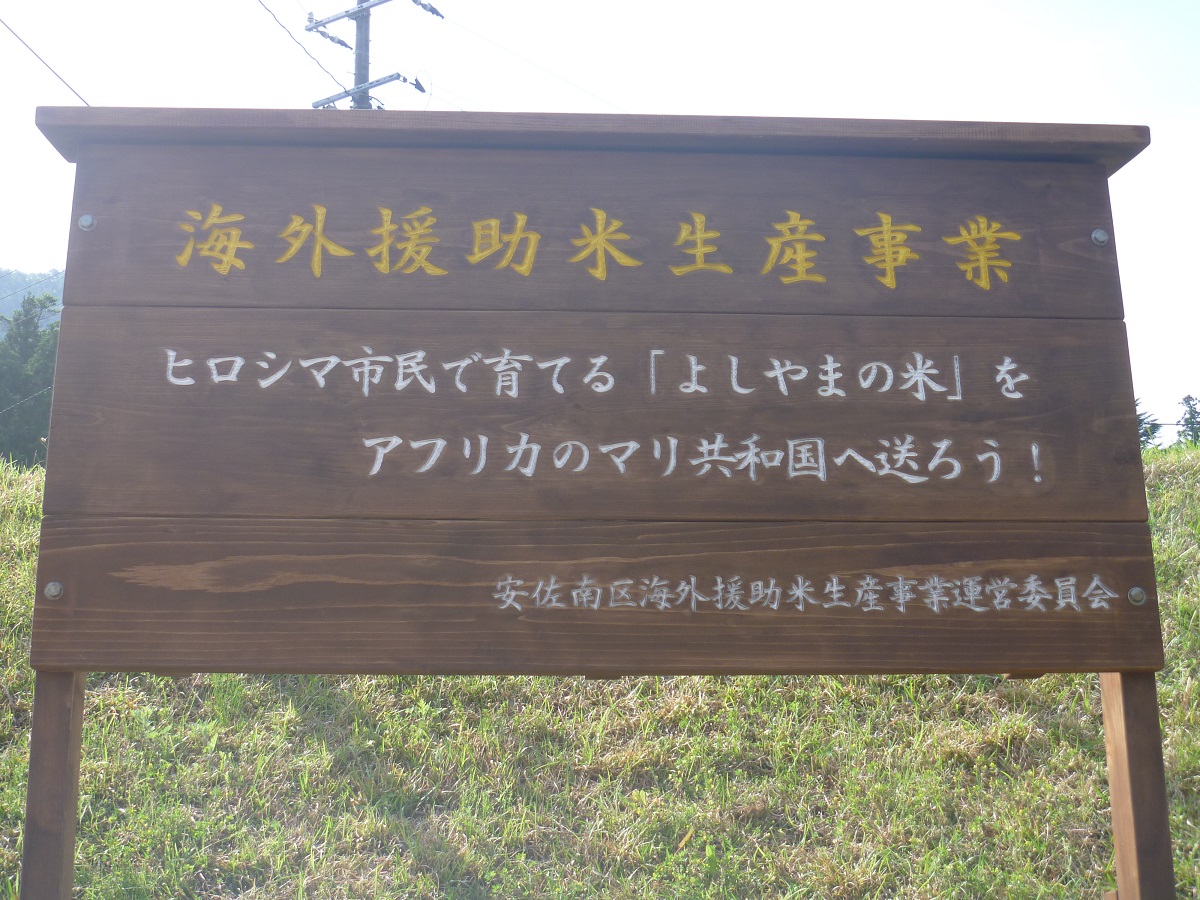 海外援助米生産事業
ヒロシマ市民で育てる「よしやまの米」を
アフリカのマリ共和国へ送ろう！
安佐南区海外援助米生産事業運営委員会